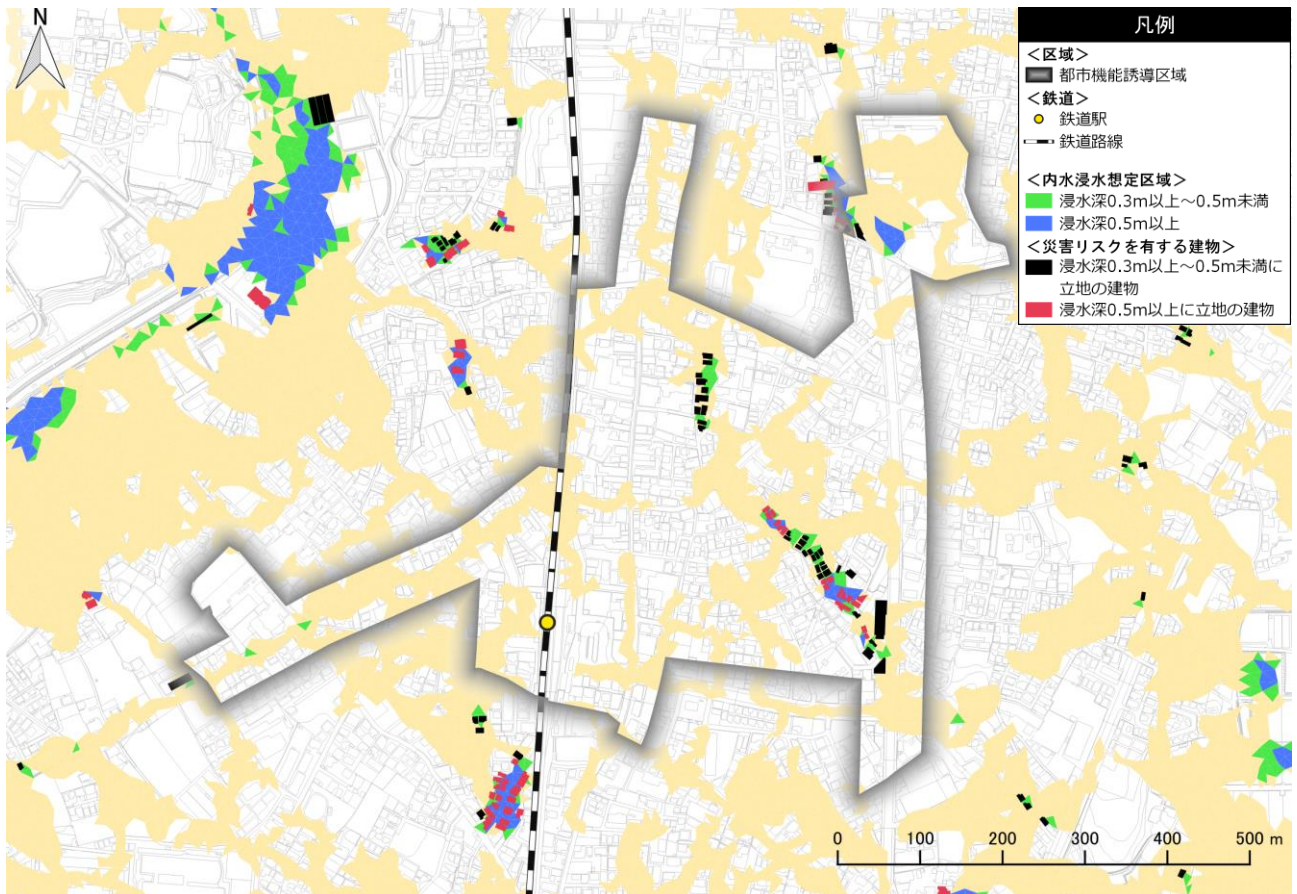 N
凡例
＜区域＞
都市機能誘導区域
＜鉄道＞
鉄道駅
鉄道路線
＜内水浸水想定区域＞
浸水深0.3m以上～0.5m未満
浸水深0.5m以上
＜災害リスクを有する建物＞
浸水深0.3m以上～0.5m未満に
立地の建物
浸水深0.5m以上に立地の建物
0 100 200 300 400 500 m